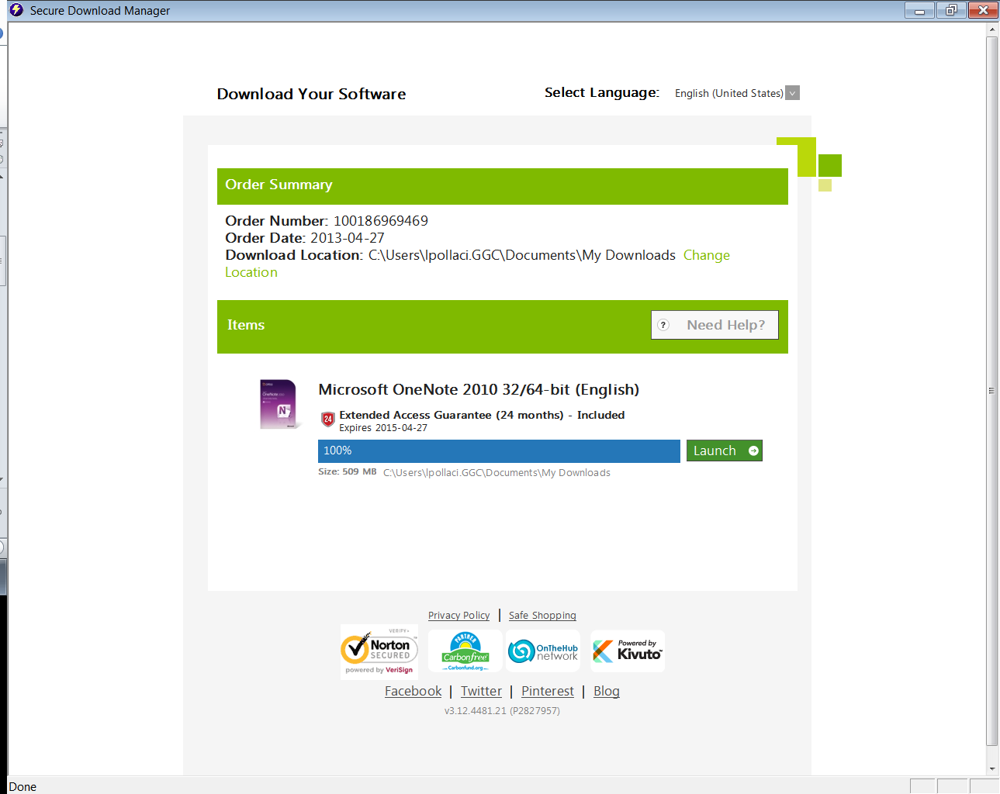 Secure Download Manager
Download Your Software
Select Language: English (United States)
Order Summary
Order Number: 100186969469
Order Date: 2013-04-27
Download Location: C:\Users\lpollaci.GGC\Documents\My Downloads Change
Location
Items
? Need Help?
OneNote
N
Microsoft OneNote 2010 32/64-bit (English)
24 Extended Access Guarantee (24 months) - Included
Expires 2015-04-27
100% Launch
Size: 509 MB C:\Users\lpollaci.GGC\Documents\My Downloads
Privacy Policy | Safe Shopping
VERIFY
Norton
SECURED
powered by VeriSign
PARTNER
Carbonfree
Carbonfund.org
OnTheHub
network
Powered by
Kivuto
Facebook | Twitter | Pinterest | Blog
v3.12.4481.21 (P2827957)
Done